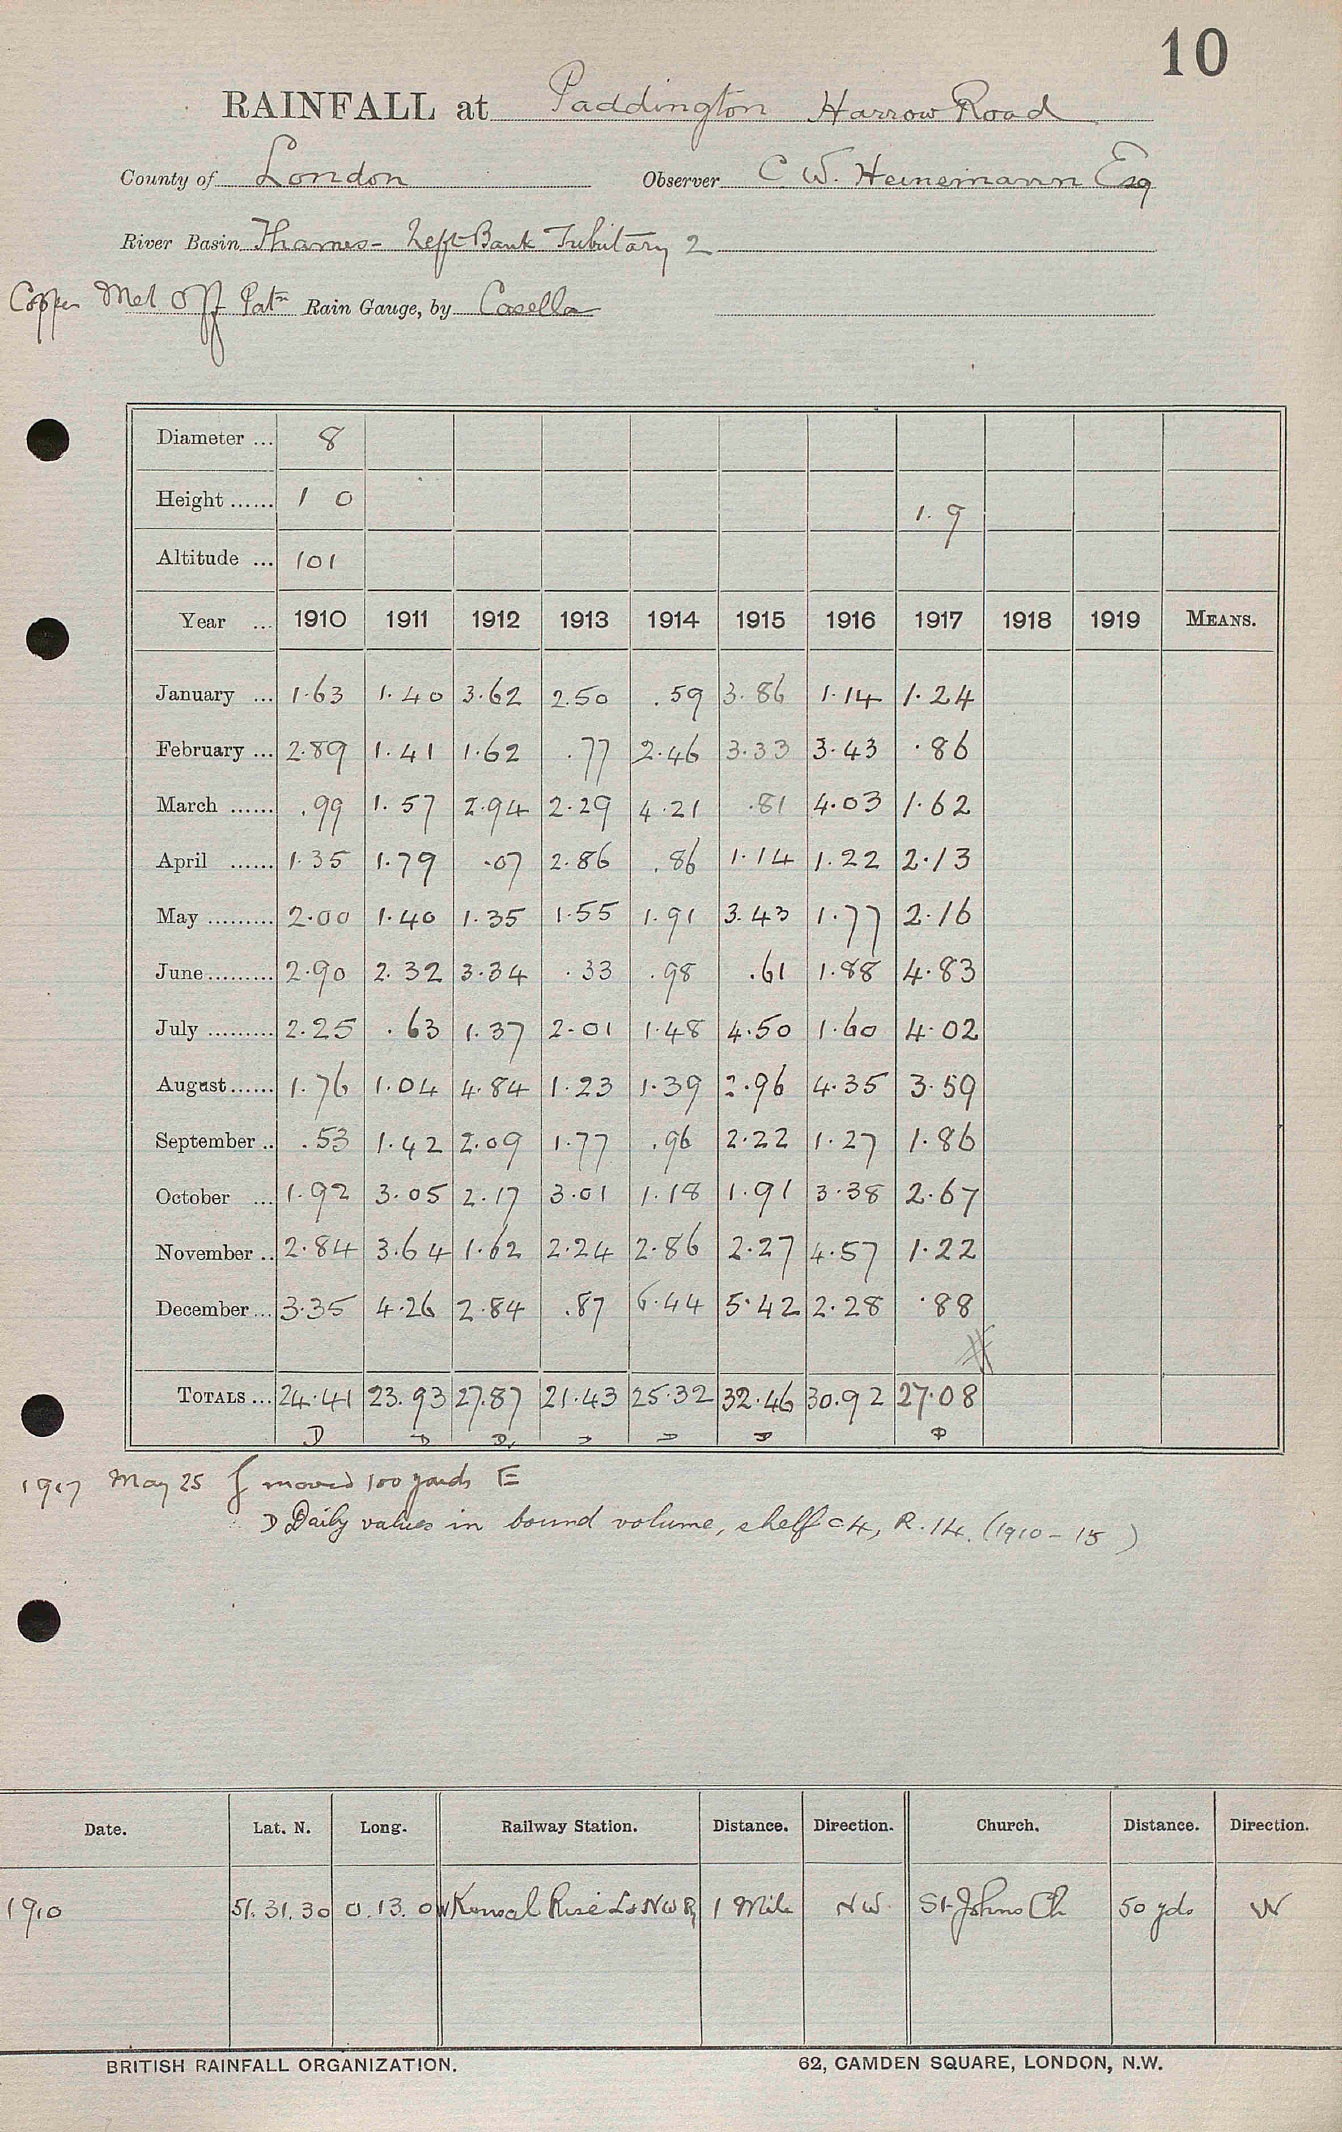 10
RAINFALL at Paddington Harrow Road
County of London Observer C. W. Heinemann Esq
River Basin Thames - Left Bank Tributary 2
Copper Met Off Patn Rain Gauge, by Casella
Diameter ... 8
Height ...... 1 0 1.9
Altitude ... 101
Year ... 1910 1911 1912 1913 1914 1915 1916 1917 1918 1919 MEANS.
January ... 1.63 1.40 3.62 2.50 .59 3.86 1.14 1.24
February ... 2.89 1.41 1.62 .77 2.46 3.33 3.43 .86
March ...... .99 1.57 2.94 2.29 4.21 .81 4.03 1.62
April ...... 1.35 1.79 .07 2.86 .86 1.14 1.22 2.13
May ......... 2.00 1.40 1.35 1.55 1.91 3.43 1.77 2.16
June ......... 2.90 2.32 3.34 .33 .98 .61 1.88 4.83
July ......... 2.25 .63 1.37 2.01 1.48 4.50 1.60 4.02
August ...... 1.76 1.04 4.84 1.23 1.39 2.96 4.35 3.59
September .. .53 1.42 2.09 1.77 .96 2.22 1.27 1.86
October ... 1.92 3.05 2.17 3.01 1.18 1.91 3.38 2.67
November .. 2.84 3.64 1.62 2.24 2.86 2.27 4.57 1.22
December ... 3.35 4.26 2.84 .87 6.44 5.42 2.28 .88
TOTALS ... 24.41 23.93 27.87 21.43 25.32 32.46 30.92 27.08
D D D. D D D D
1917 May 25 moved 100 yards E
D Daily values in bound volume, shelf C4, R.14. (1910 - 15)
Date. Lat. N. Long. Railway Station. Distance. Direction. Church. Distance. Direction.
1910 51.31.30 0.13.0 W Kensal Rise L & N W R 1 Mile NW St Johns Ch 50 yds W
BRITISH RAINFALL ORGANIZATION. 62, CAMDEN SQUARE, LONDON, N.W.